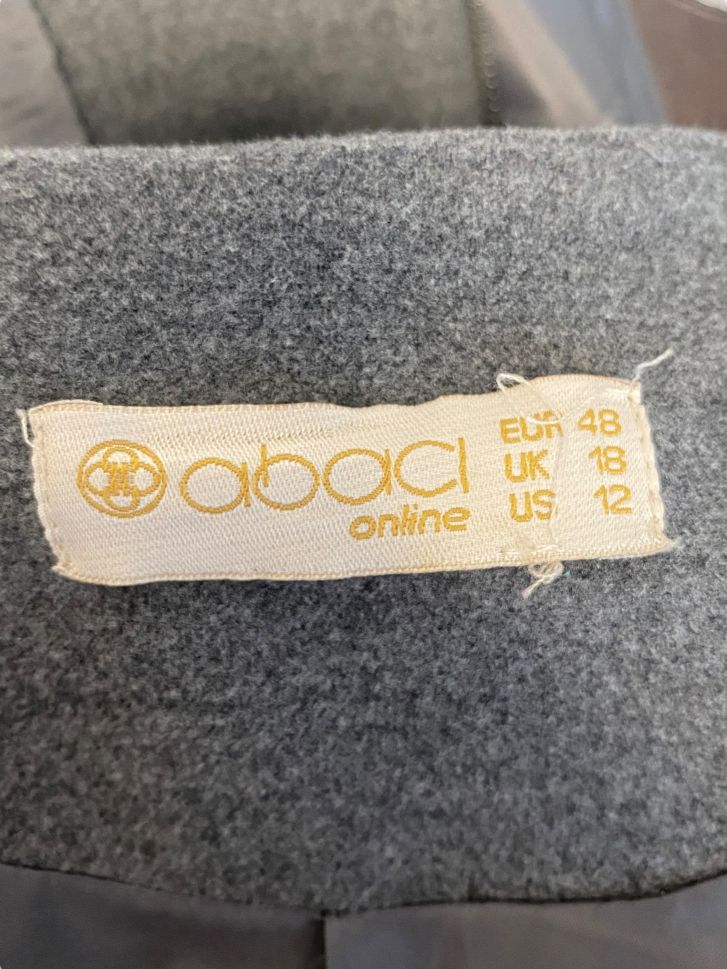 abaci
online
EUR 48
UK 18
US 12